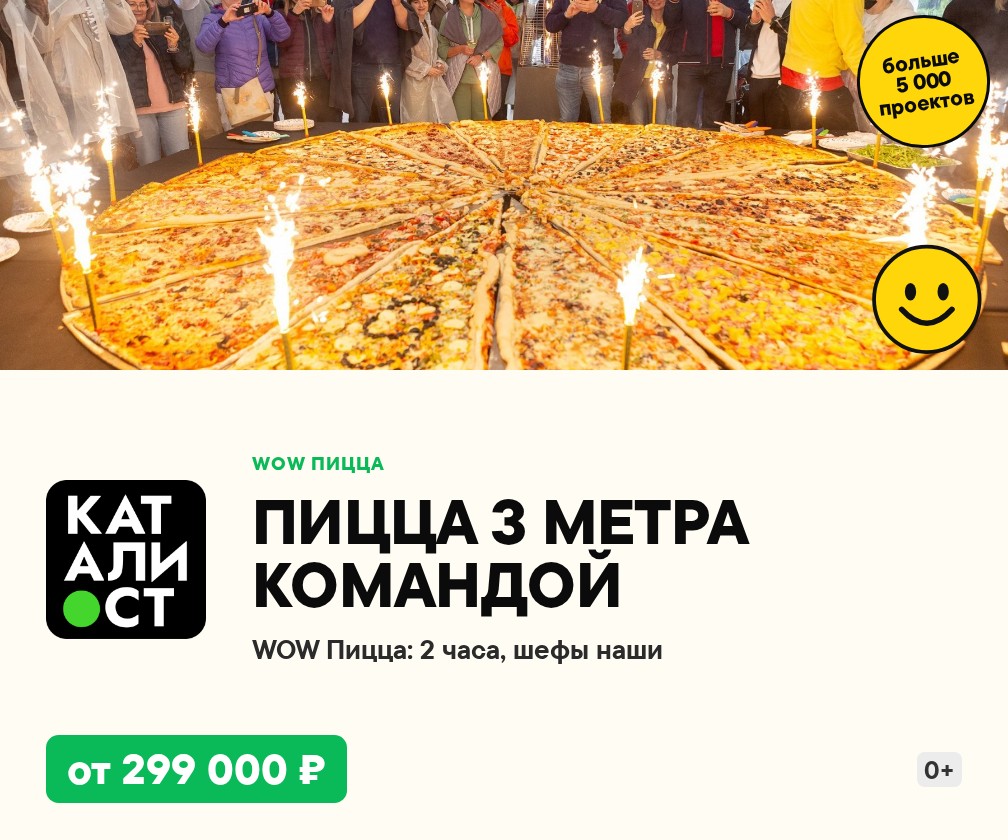 больше
5 000
проектов
WOW ПИЦЦА
КАТ
АЛИ
СТ
ПИЦЦА 3 МЕТРА
КОМАНДОЙ
WOW Пицца: 2 часа, шефы наши
от 299 000 ₽
0+